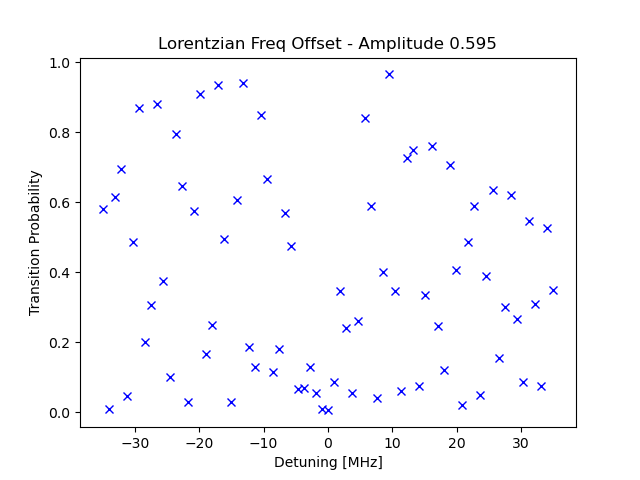 Lorentzian Freq Offset - Amplitude 0.595
1.0
0.8
0.6
0.4
0.2
0.0
Transition Probability
−30 −20 −10 0 10 20 30
Detuning [MHz]